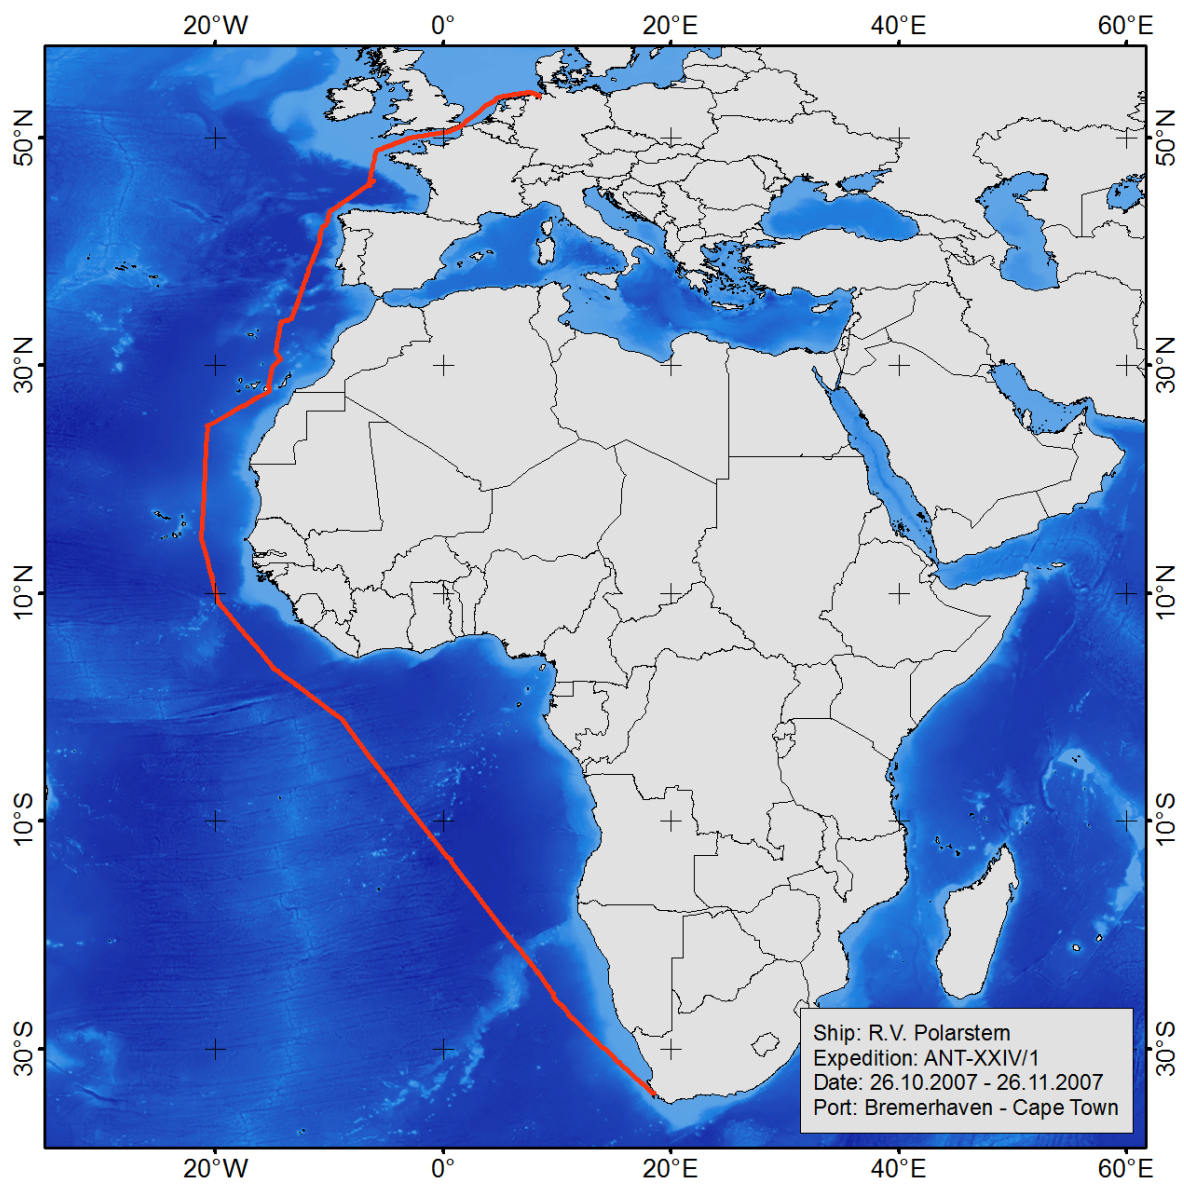 20°W 0° 20°E 40°E 60°E
50°N 50°N
30°N 30°N
10°N 10°N
10°S 10°S
30°S 30°S
Ship: R.V. Polarstern
Expedition: ANT-XXIV/1
Date: 26.10.2007 - 26.11.2007
Port: Bremerhaven - Cape Town
20°W 0° 20°E 40°E 60°E